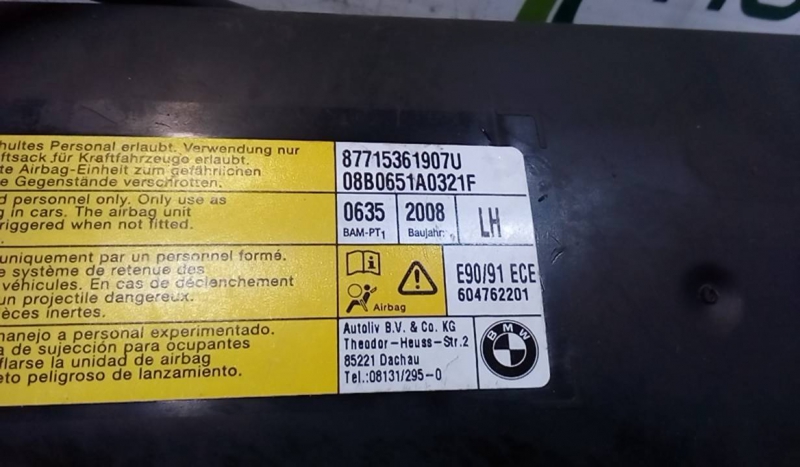 hultes Personal erlaubt. Verwendung nur
ftsack für Kraftfahrzeuge erlaubt.
te Airbag-Einheit zum gefährlichen
e Gegenstände verschrotten.
87715361907U
08B0651A0321F
d personnel only. Only use as
g in cars. The airbag unit
riggered when not fitted.
0635
BAM-PT1
2008
Baujahr:
LH
uniquement par un personnel formé.
e système de retenue des
véhicules. En cas de déclenchement
un projectile dangereux.
èces inertes.
i
Airbag
E90/91 ECE
604762201
manejo a personal experimentado.
a de sujección para ocupantes
flarse la unidad de airbag
eto peligroso de lanzamiento.
Autoliv B.V. & Co. KG
Theodor-Heuss-Str.2
85221 Dachau
Tel.:08131/295-0
BMW